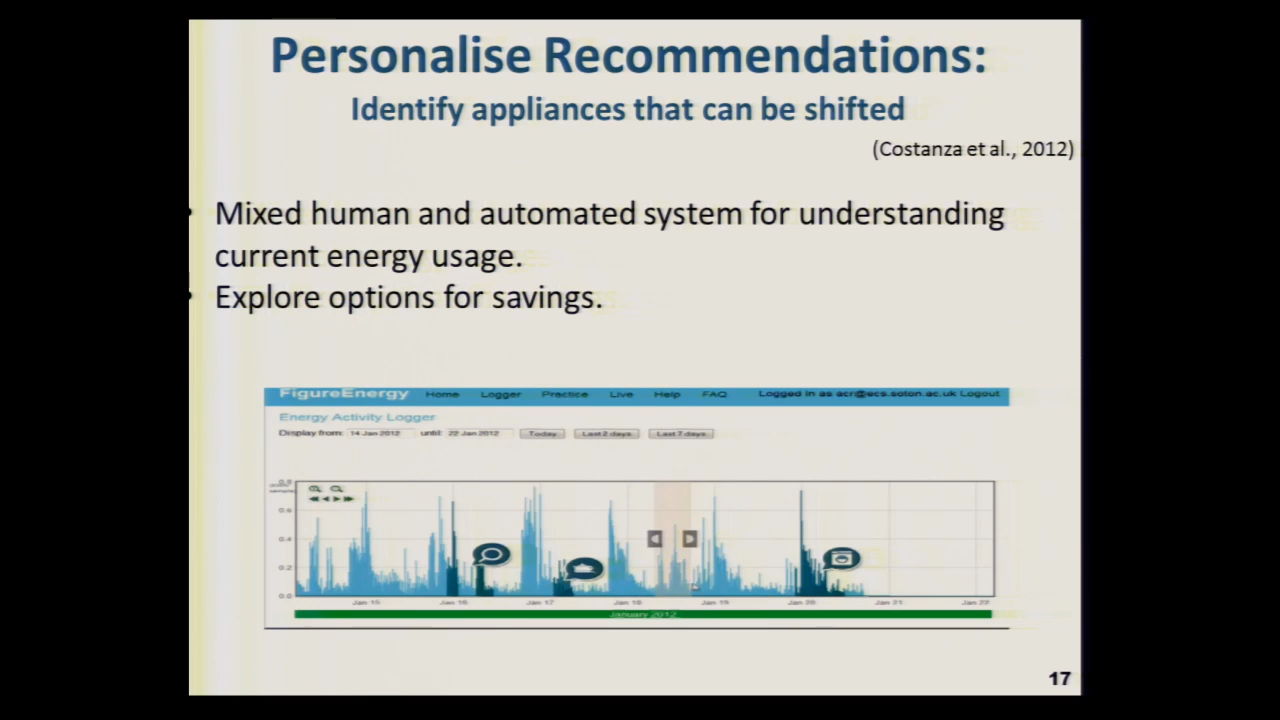 Personalise Recommendations:
Identify appliances that can be shifted
(Costanza et al., 2012)
• Mixed human and automated system for understanding
current energy usage.
• Explore options for savings.
FigureEnergy Home Logger Practice Live Help FAQ Logged in as acr@ecs.soton.ac.uk Logout
Energy Activity Logger
Display from: 14 Jan 2012 until: 22 Jan 2012 Today Last 2 days Last 7 days
0.6
0.4
0.2
0.0
Jan 15 Jan 16 Jan 17 Jan 18 Jan 19 Jan 20 Jan 21 Jan 22
January 2012
17